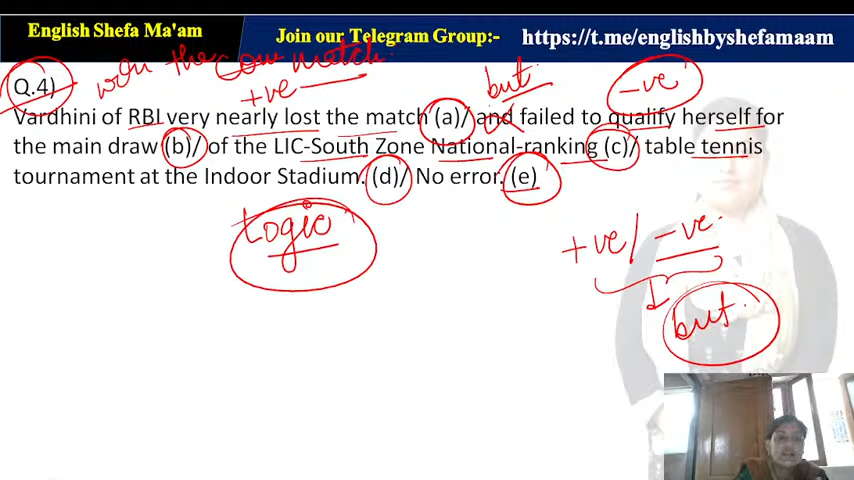 English Shefa Ma'am
Join our Telegram Group:- https://t.me/englishbyshefamaam
won the match.
Q.4)
+ve
but
-ve
Vardhini of RBI very nearly lost the match (a)/ and failed to qualify herself for
the main draw (b)/ of the LIC-South Zone National-ranking (c)/ table tennis
tournament at the Indoor Stadium. (d)/ No error. (e)
Logic
+ve/ -ve.
but.